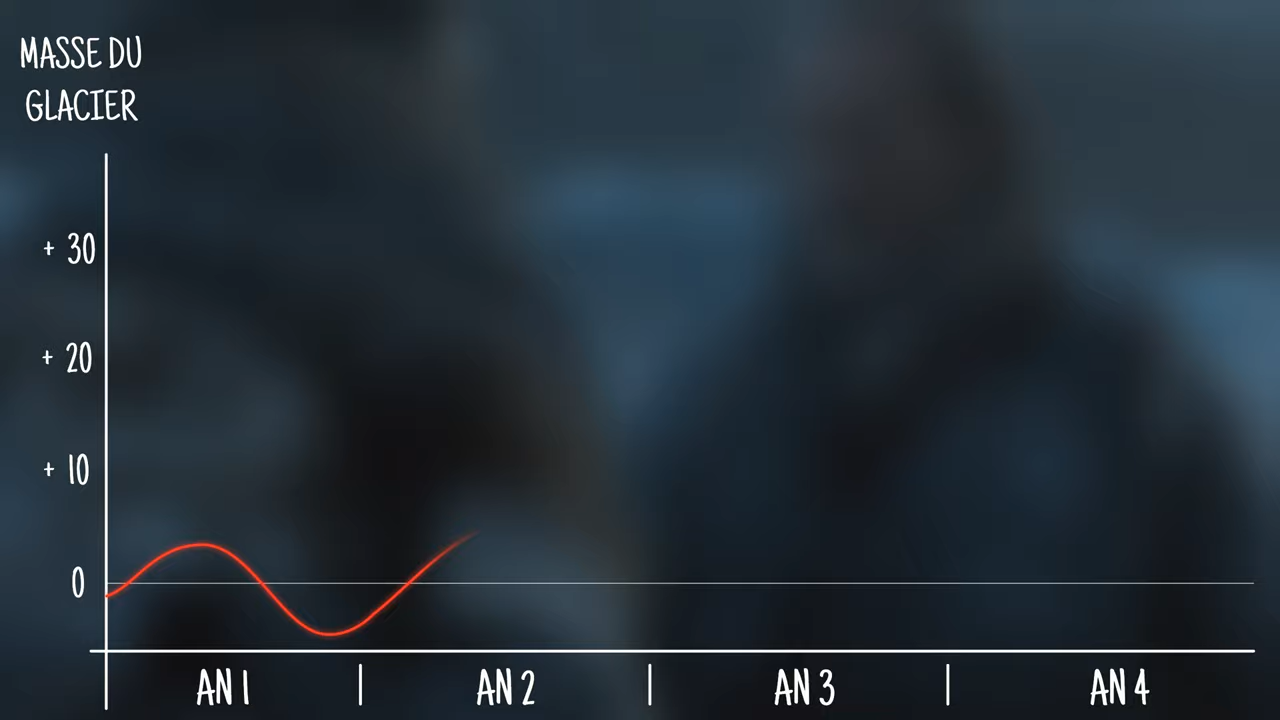 MASSE DU
GLACIER
+ 30
+ 20
+ 10
0
AN 1
AN 2
AN 3
AN 4